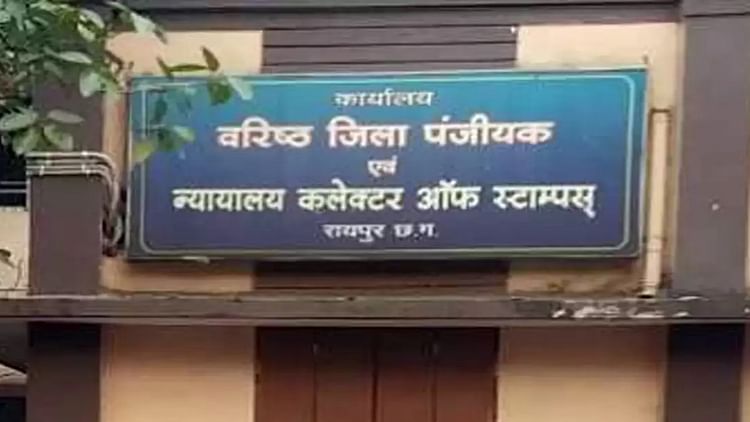 कार्यालय
वरिष्ठ जिला पंजीयक
एवं
न्यायालय कलेक्टर ऑफ स्टाम्पस्
रायपुर छ.ग.